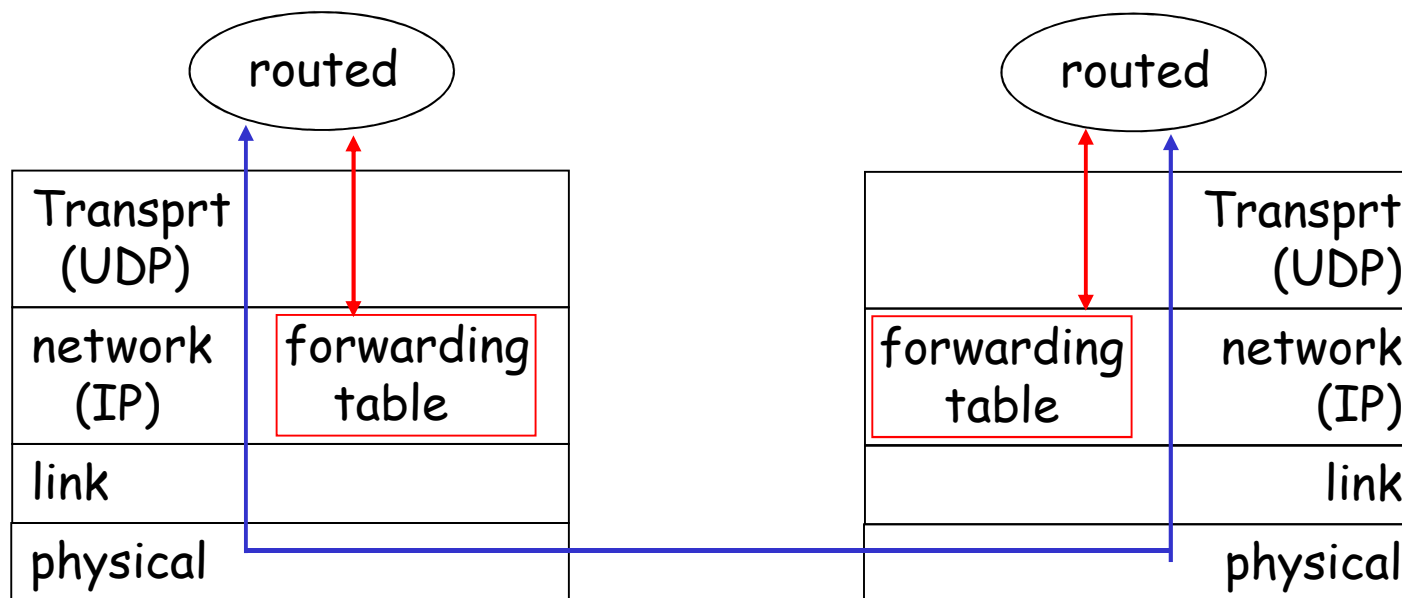 routed
routed
Transprt
(UDP)
network
(IP)
forwarding
table
link
physical
Transprt
(UDP)
forwarding
table
network
(IP)
link
physical